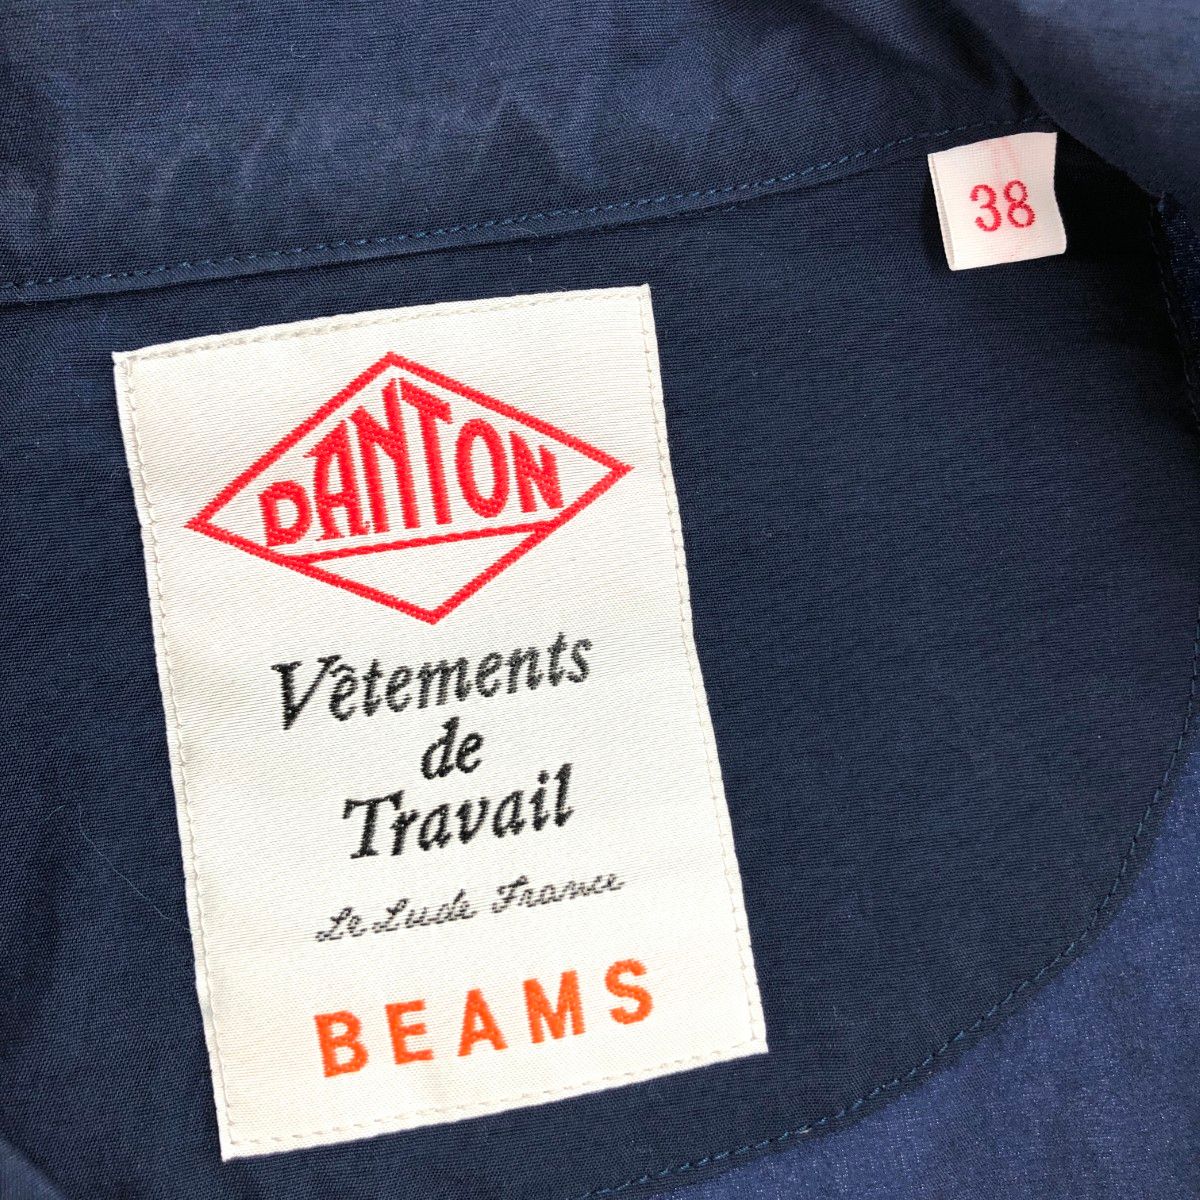 38
DANTON
Vêtements
de
Travail
Le Lude France
BEAMS